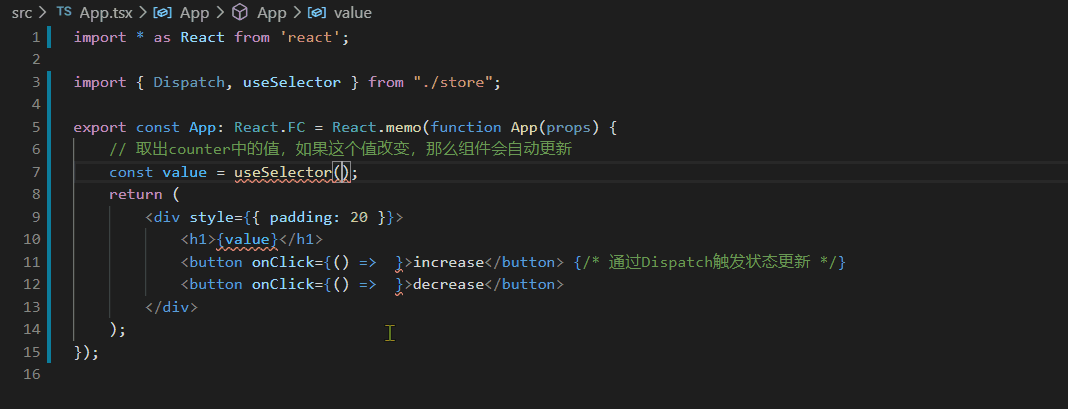 src > TS App.tsx > App > App > value
1 import * as React from 'react';
2
3 import { Dispatch, useSelector } from "./store";
4
5 export const App: React.FC = React.memo(function App(props) {
6     // 取出counter中的值，如果这个值改变，那么组件会自动更新
7     const value = useSelector();
8     return (
9         <div style={{ padding: 20 }}>
10             <h1>{value}</h1>
11             <button onClick={() =>  }>increase</button> {/* 通过Dispatch触发状态更新 */}
12             <button onClick={() =>  }>decrease</button>
13         </div>
14     );
15 });
16